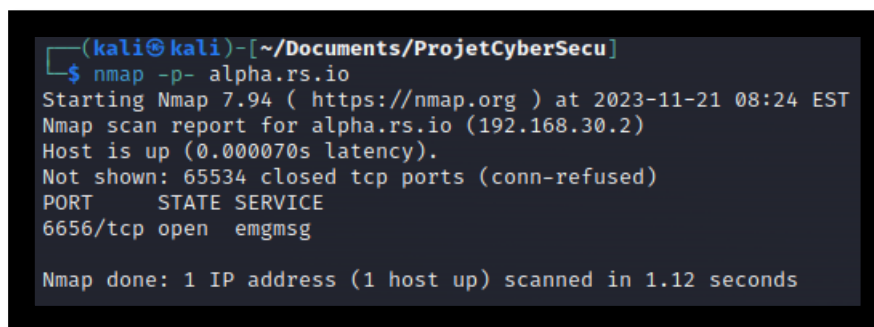 ┌──(kali㉿kali)-[~/Documents/ProjetCyberSecu]
└─$ nmap -p- alpha.rs.io
Starting Nmap 7.94 ( https://nmap.org ) at 2023-11-21 08:24 EST
Nmap scan report for alpha.rs.io (192.168.30.2)
Host is up (0.000070s latency).
Not shown: 65534 closed tcp ports (conn-refused)
PORT     STATE SERVICE
6656/tcp open  emgmsg
Nmap done: 1 IP address (1 host up) scanned in 1.12 seconds